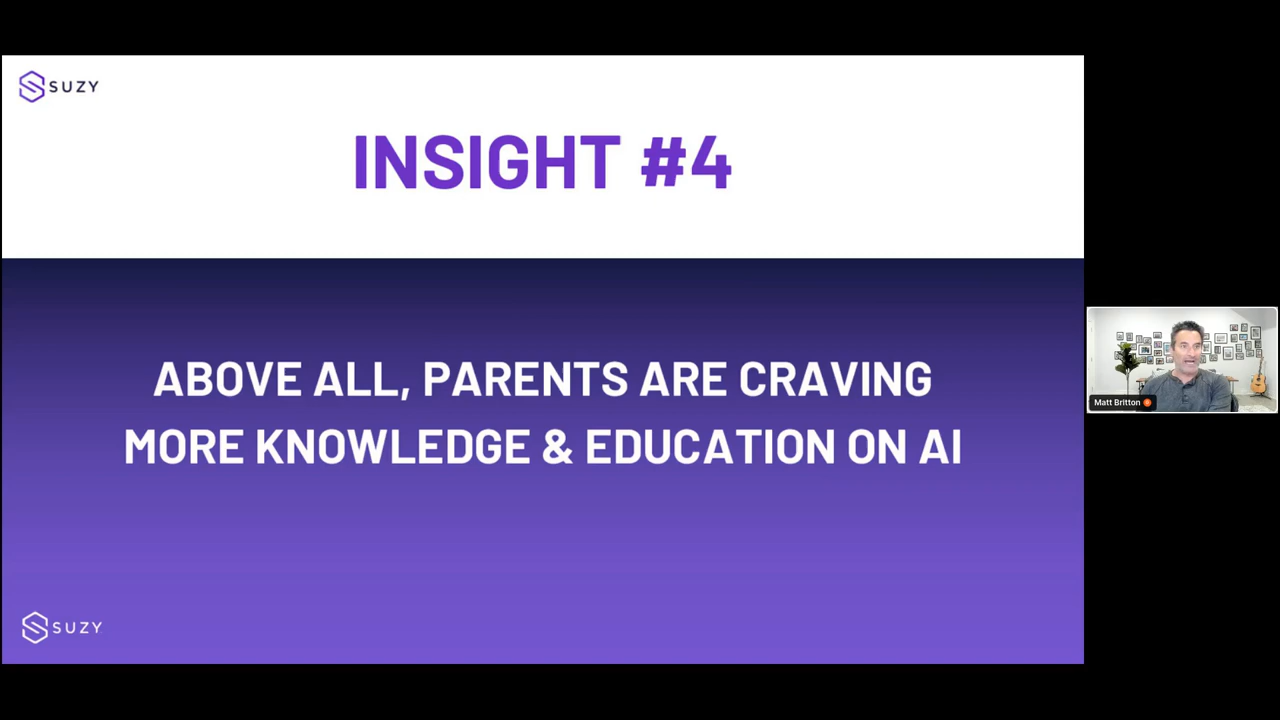 SUZY
INSIGHT #4
ABOVE ALL, PARENTS ARE CRAVING
MORE KNOWLEDGE & EDUCATION ON AI
Matt Britton
SUZY